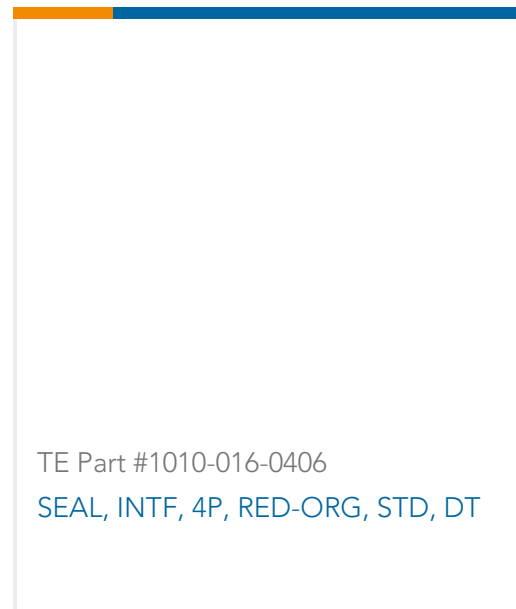 TE Part #1010-016-0406
SEAL, INTF, 4P, RED-ORG, STD, DT